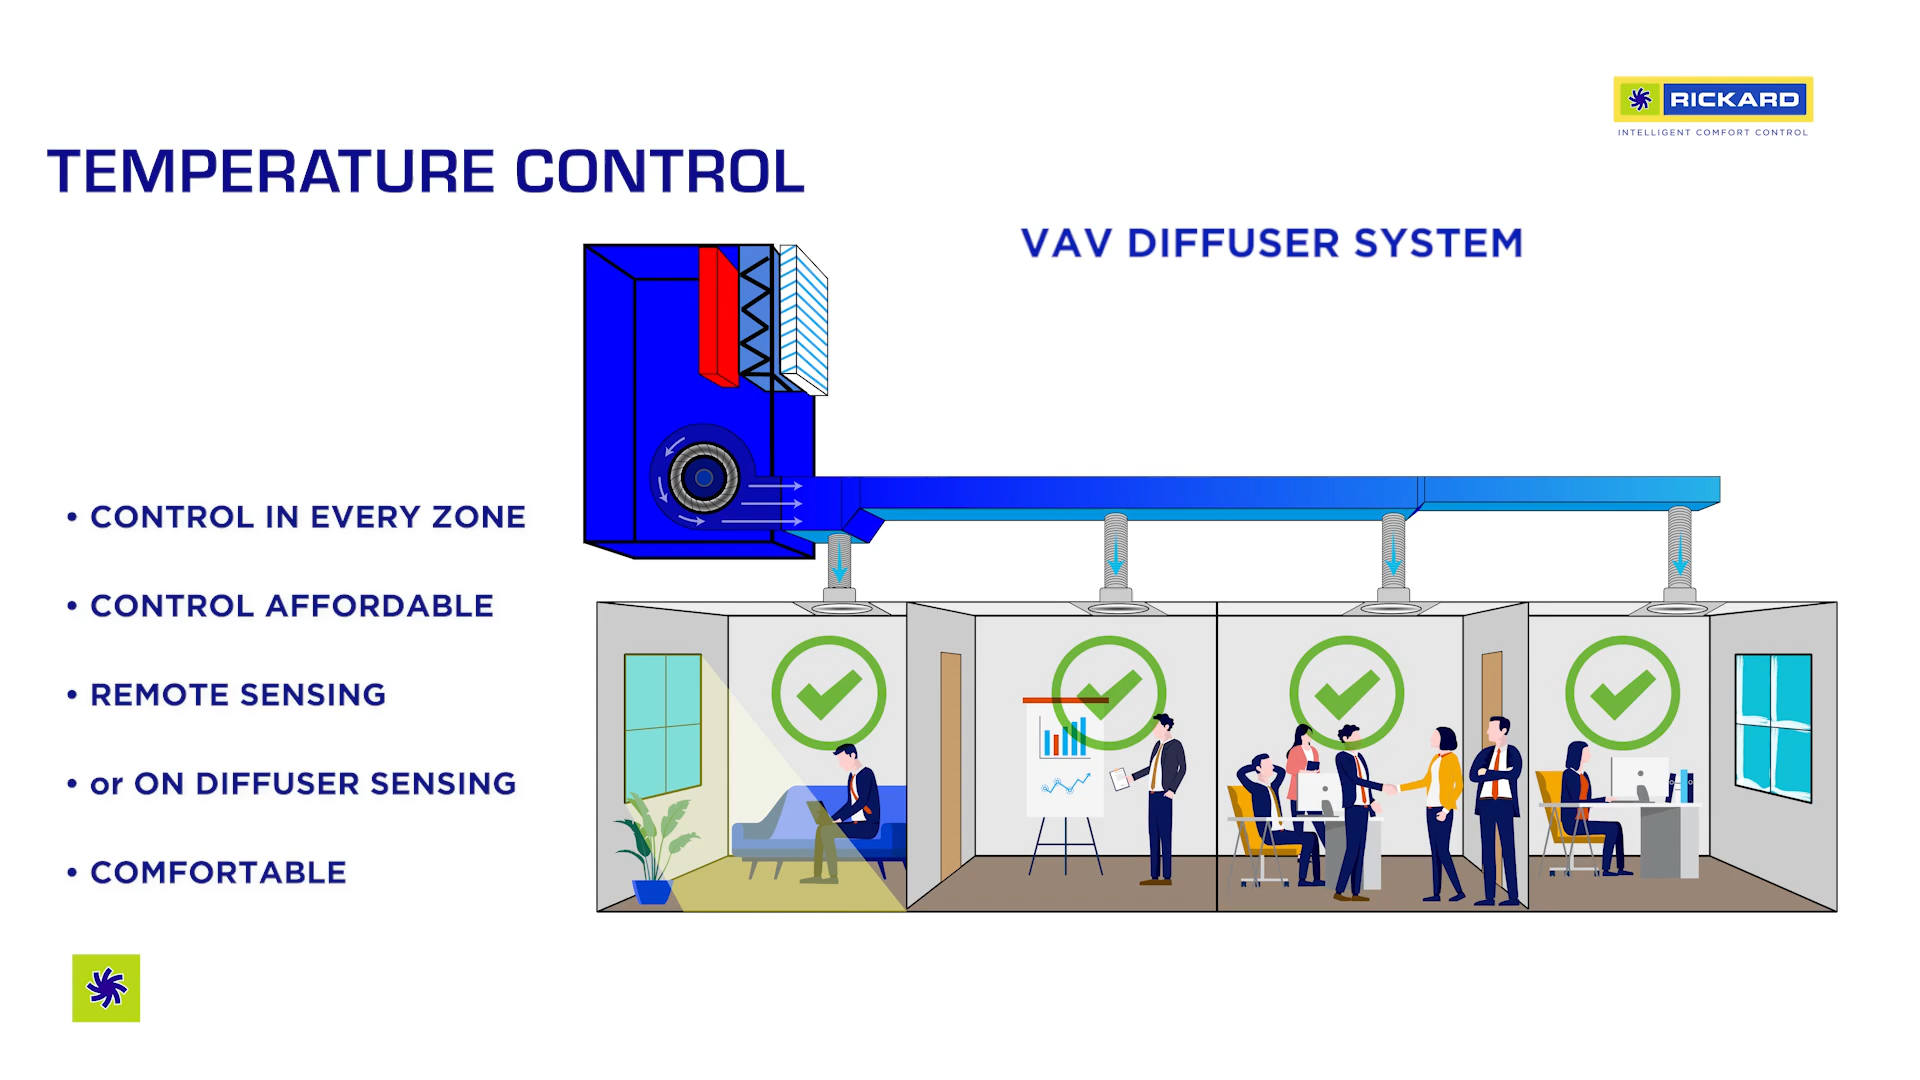 RICKARD
INTELLIGENT COMFORT CONTROL
TEMPERATURE CONTROL
VAV DIFFUSER SYSTEM
• CONTROL IN EVERY ZONE
• CONTROL AFFORDABLE
• REMOTE SENSING
• or ON DIFFUSER SENSING
• COMFORTABLE